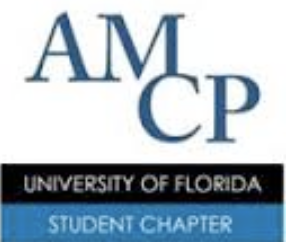 AM
CP
UNIVERSITY OF FLORIDA
STUDENT CHAPTER